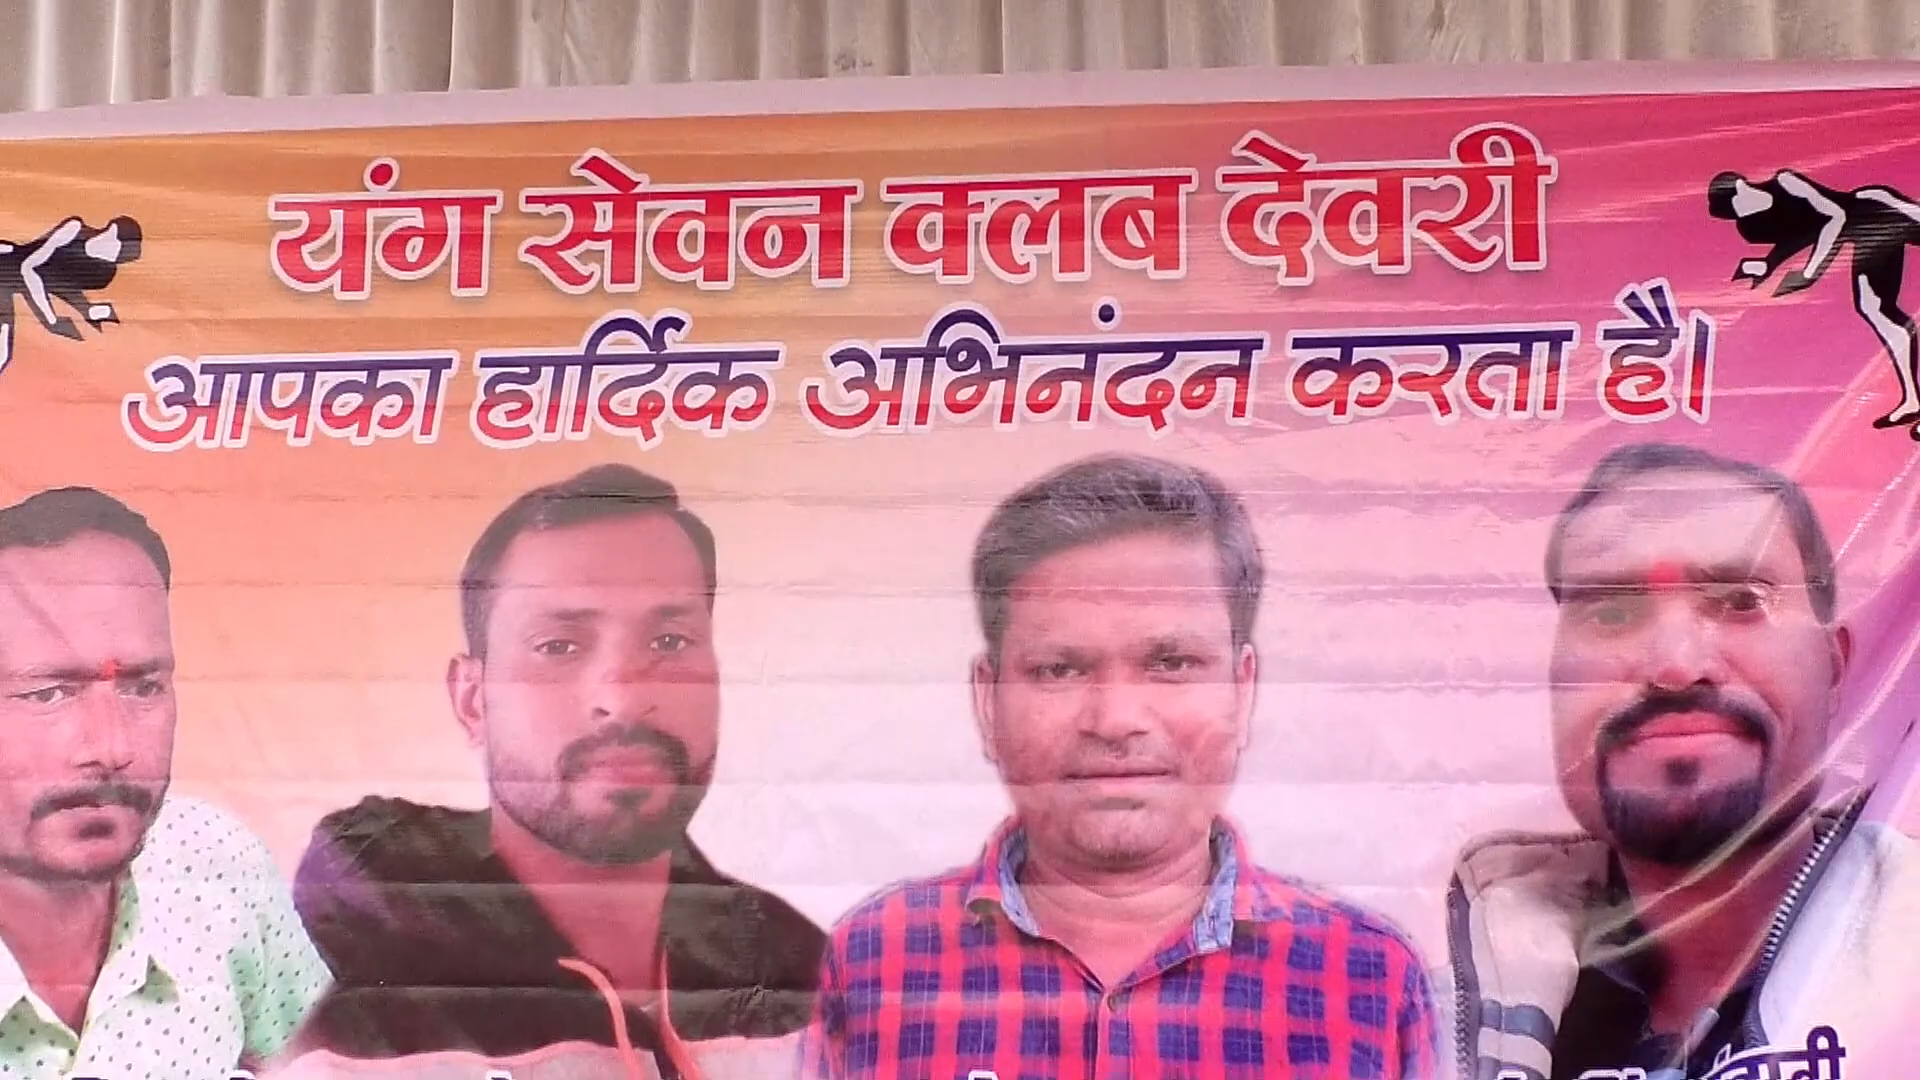 यंग सेवन क्लब देवरी
आपका हार्दिक अभिनंदन करता है।